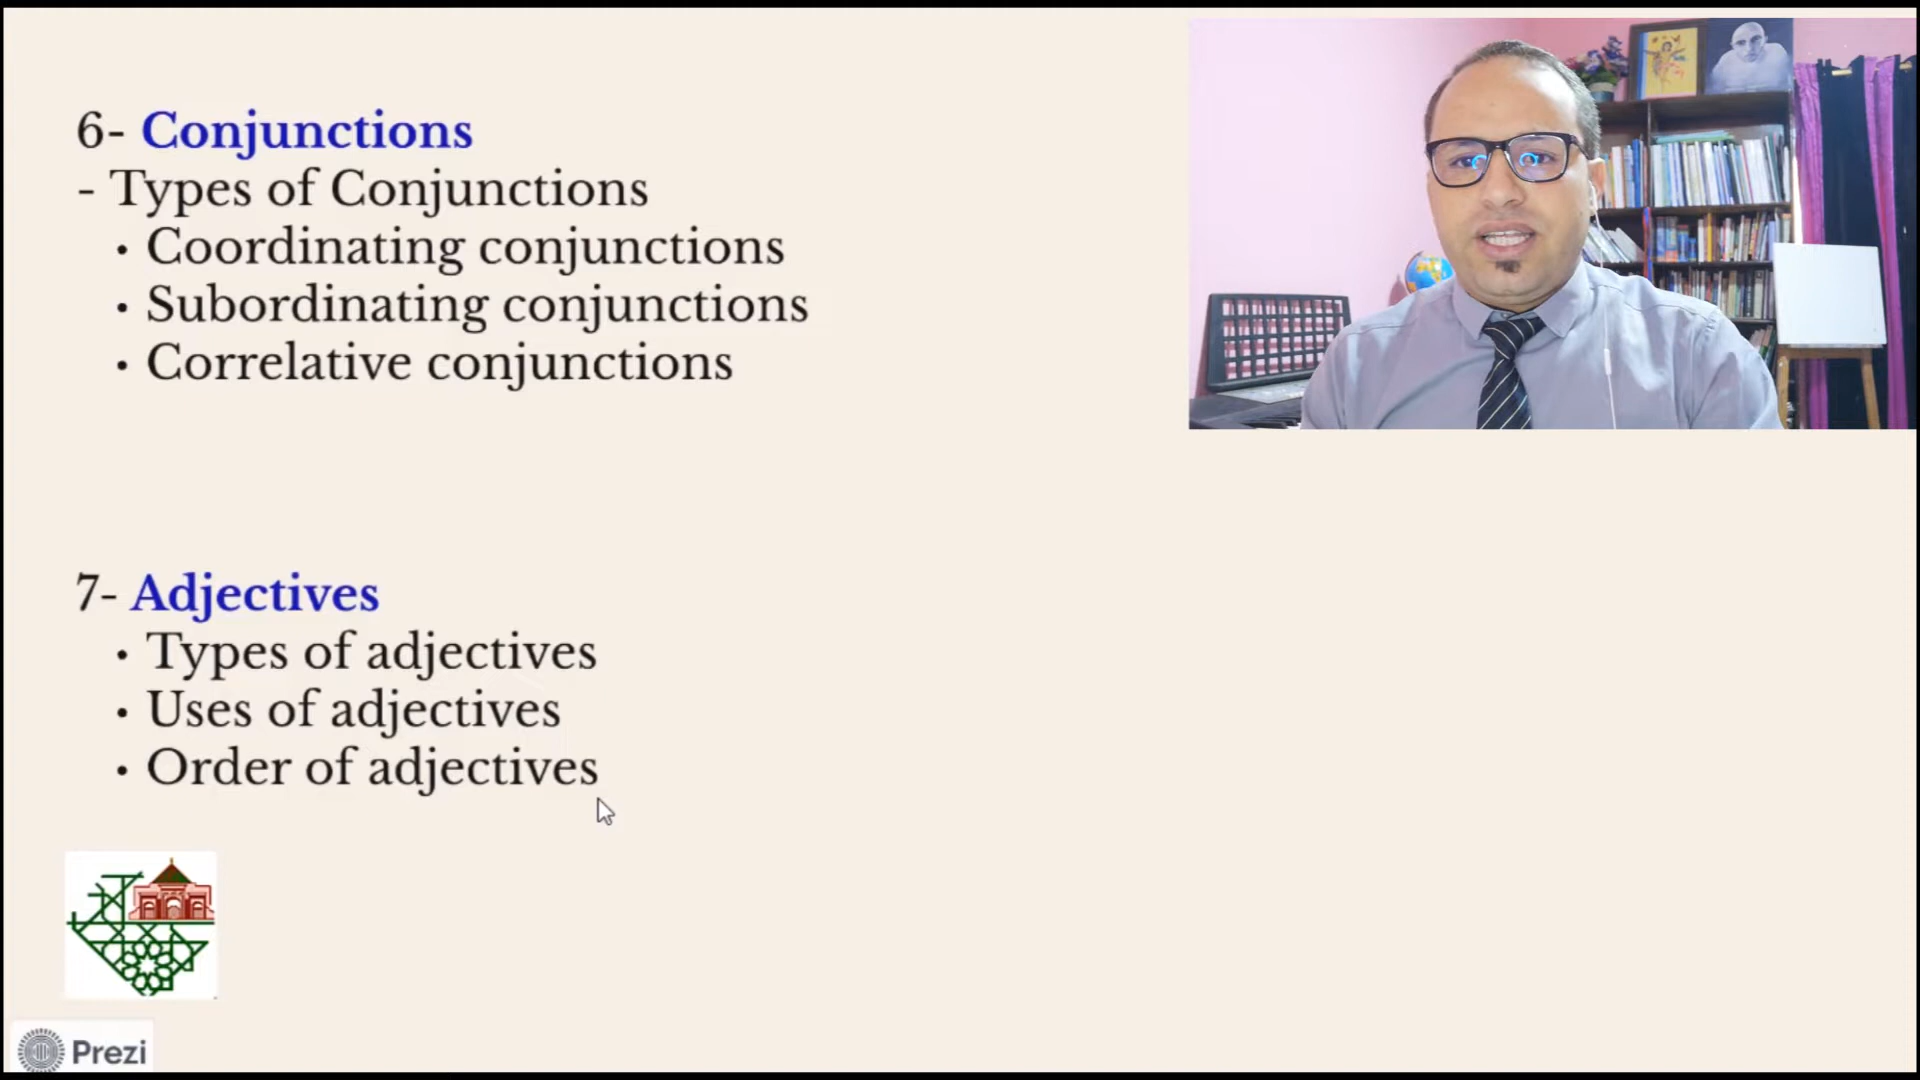 6- Conjunctions
- Types of Conjunctions
• Coordinating conjunctions
• Subordinating conjunctions
• Correlative conjunctions
7- Adjectives
• Types of adjectives
• Uses of adjectives
• Order of adjectives
Prezi